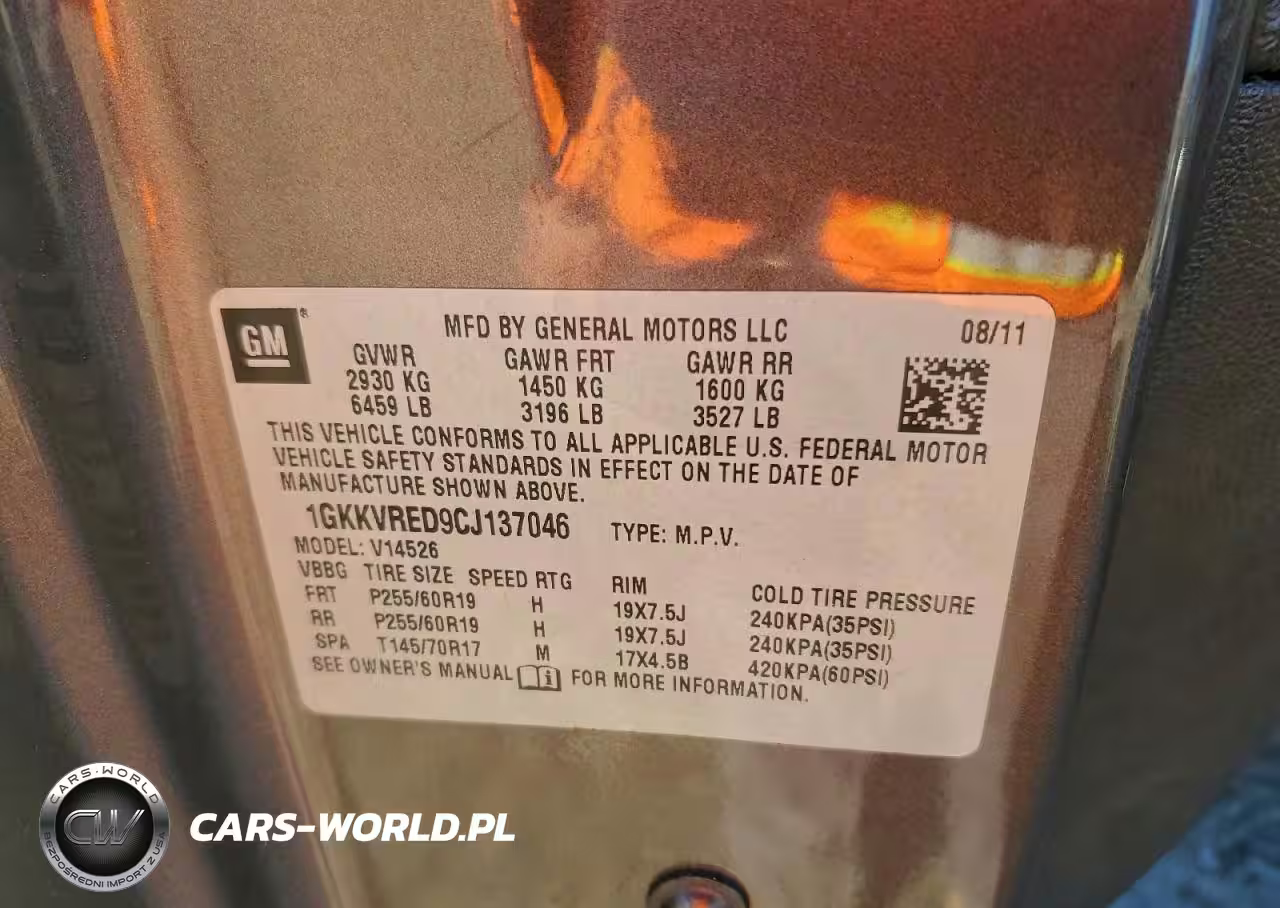 GM
MFD BY GENERAL MOTORS LLC 08/11
GVWR GAWR FRT GAWR RR
2930 KG 1450 KG 1600 KG
6459 LB 3196 LB 3527 LB
THIS VEHICLE CONFORMS TO ALL APPLICABLE U.S. FEDERAL MOTOR
VEHICLE SAFETY STANDARDS IN EFFECT ON THE DATE OF
MANUFACTURE SHOWN ABOVE.
1GKKVRED9CJ137046 TYPE: M.P.V.
MODEL: V14526
VBBG TIRE SIZE SPEED RTG RIM COLD TIRE PRESSURE
FRT P255/60R19 H 19X7.5J 240KPA(35PSI)
RR P255/60R19 H 19X7.5J 240KPA(35PSI)
SPA T145/70R17 M 17X4.5B 420KPA(60PSI)
SEE OWNER'S MANUAL FOR MORE INFORMATION.
CARS-WORLD
CW
BEZPOŚREDNI IMPORT Z USA
CARS-WORLD.PL